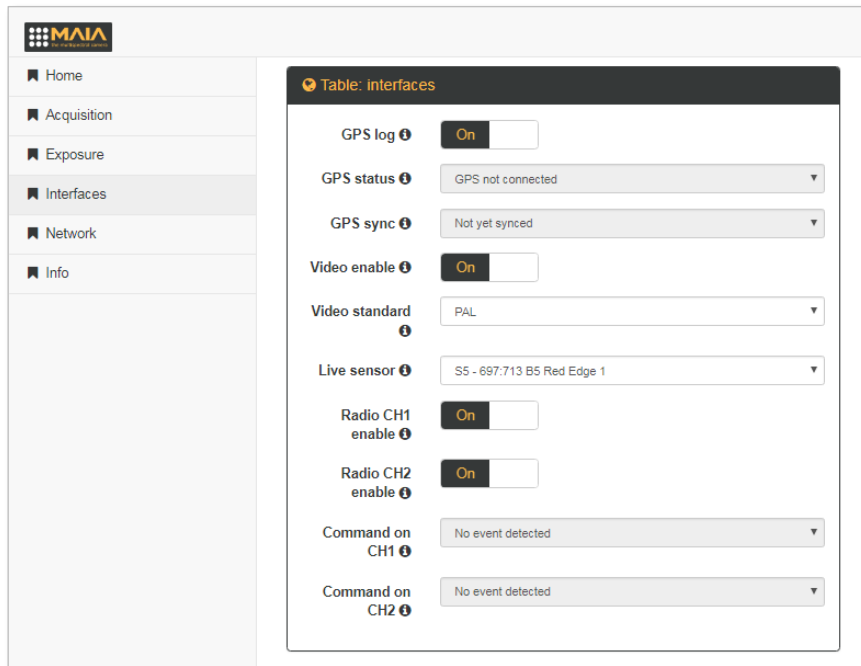 MAIA
the multispectral camera
Home
Acquisition
Exposure
Interfaces
Network
Info
Table: interfaces
GPS log On
GPS status GPS not connected
GPS sync Not yet synced
Video enable On
Video standard PAL
Live sensor S5 - 697:713 B5 Red Edge 1
Radio CH1 On
enable
Radio CH2 On
enable
Command on No event detected
CH1
Command on No event detected
CH2